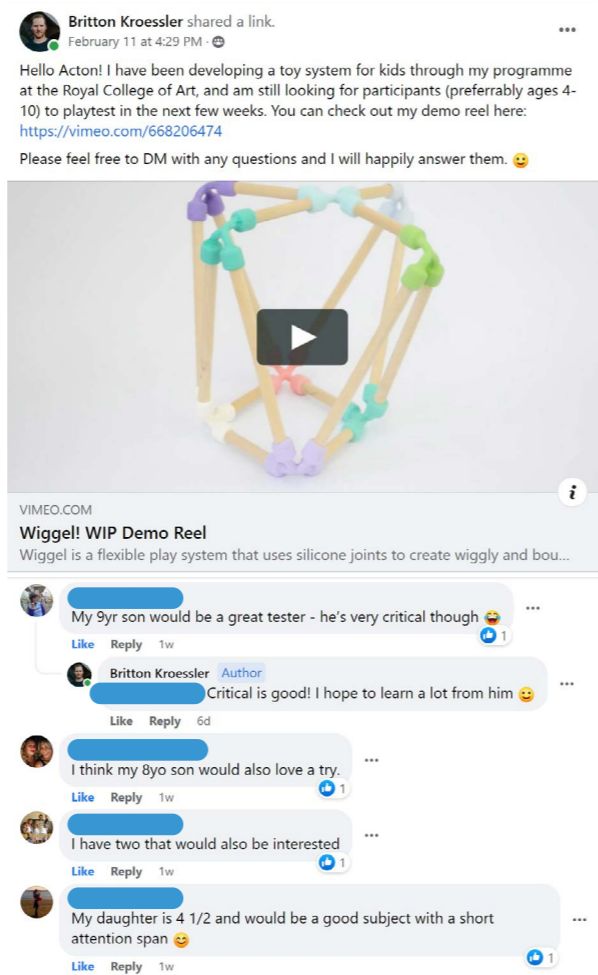 Britton Kroessler shared a link.
February 11 at 4:29 PM ·
Hello Acton! I have been developing a toy system for kids through my programme
at the Royal College of Art, and am still looking for participants (preferrably ages 4-
10) to playtest in the next few weeks. You can check out my demo reel here:
https://vimeo.com/668206474
Please feel free to DM with any questions and I will happily answer them. 😀
i
VIMEO.COM
Wiggel! WIP Demo Reel
Wiggel is a flexible play system that uses silicone joints to create wiggly and bou...
My 9yr son would be a great tester - he's very critical though 😂
1
Like Reply 1w
Britton Kroessler Author
Critical is good! I hope to learn a lot from him 😀
Like Reply 6d
I think my 8yo son would also love a try.
1
Like Reply 1w
I have two that would also be interested
1
Like Reply 1w
My daughter is 4 1/2 and would be a good subject with a short
attention span 😊
1
Like Reply 1w